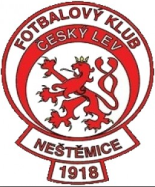 FOTBALOVÝ KLUB
ČESKÝ LEV
NEŠTĚMICE
1918